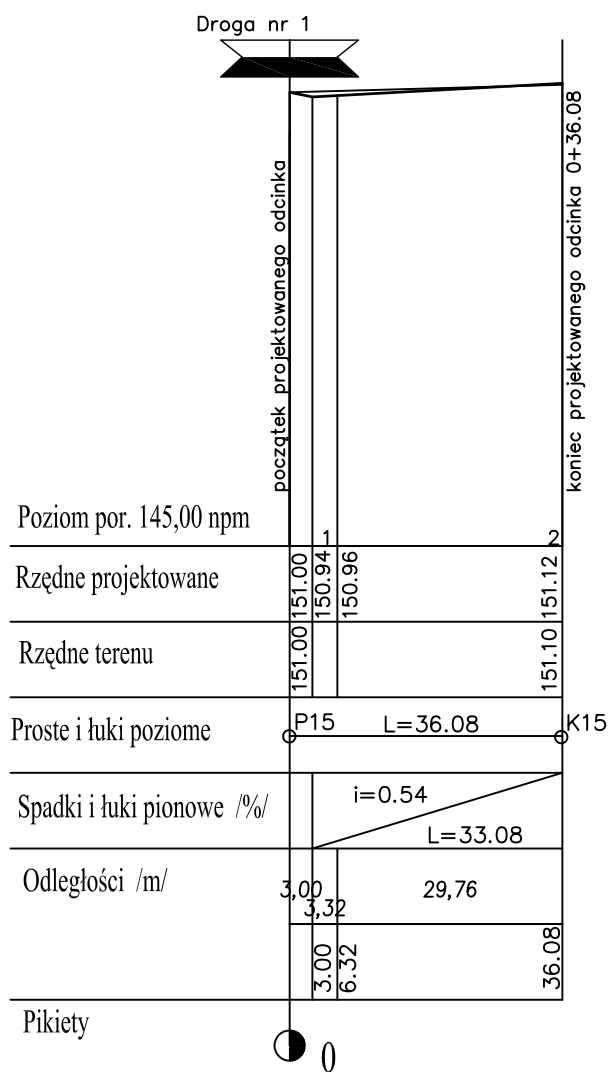 Droga nr 1
początek projektowanego odcinka
koniec projektowanego odcinka 0+36.08
Poziom por. 145,00 npm
1
2
Rzędne projektowane
151.00
150.94
150.96
151.12
Rzędne terenu
151.00
151.10
Proste i łuki poziome
P15
L=36.08
K15
Spadki i łuki pionowe /%/
i=0.54
L=33.08
Odległości /m/
3,00
3,32
29,76
3.00
6.32
36.08
Pikiety
0